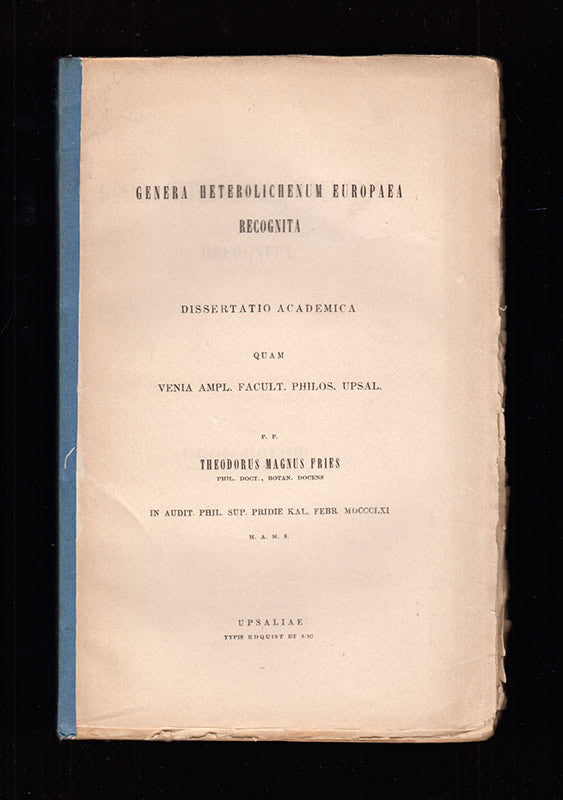 GENERA HETEROLICHENUM EUROPAEA
RECOGNITA
DISSERTATIO ACADEMICA
QUAM
VENIA AMPL. FACULT. PHILOS. UPSAL.
P. P.
THEODORUS MAGNUS FRIES
PHIL. DOCT., BOTAN. DOCENS
IN AUDIT. PHIL. SUP. PRIDIE KAL. FEBR. MDCCCLXI
H. A. M. S.
UPSALIAE
TYPIS EDQUIST ET SOC